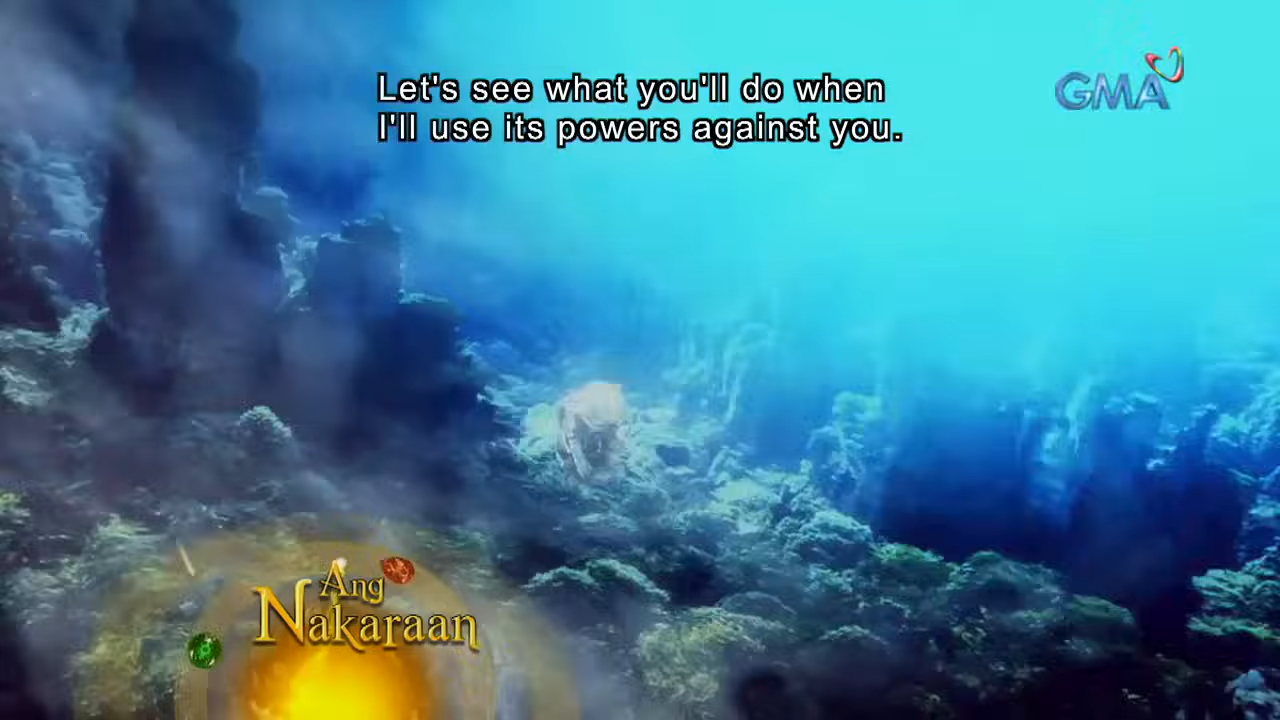 Let's see what you'll do when
I'll use its powers against you.
GMA
Ang
Nakaraan